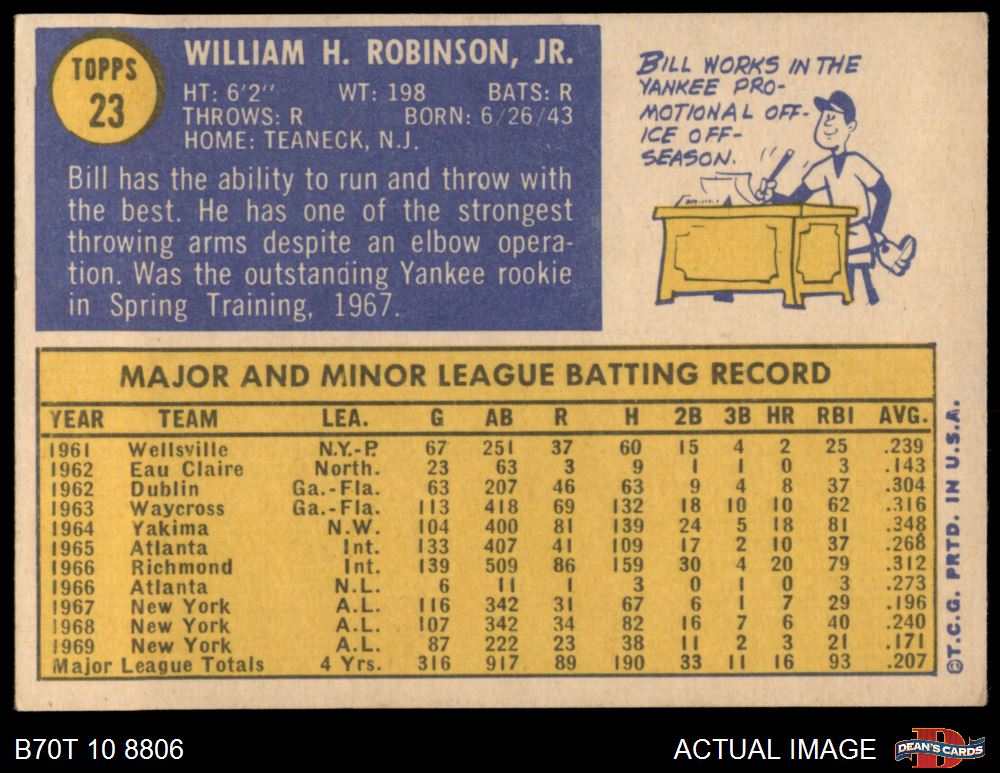 TOPPS
23
WILLIAM H. ROBINSON, JR.
HT: 6'2" WT: 198 BATS: R
THROWS: R BORN: 6/26/43
HOME: TEANECK, N.J.
Bill has the ability to run and throw with
the best. He has one of the strongest
throwing arms despite an elbow opera-
tion. Was the outstanding Yankee rookie
in Spring Training, 1967.
BILL WORKS IN THE
YANKEE PRO-
MOTIONAL OFF-
ICE OFF-
SEASON.
MAJOR AND MINOR LEAGUE BATTING RECORD
YEAR TEAM LEA. G AB R H 2B 3B HR RBI AVG.
1961 Wellsville N.Y.-P. 67 251 37 60 15 4 2 25 .239
1962 Eau Claire North. 23 63 3 9 1 1 0 3 .143
1962 Dublin Ga.-Fla. 63 207 46 63 9 4 8 37 .304
1963 Waycross Ga.-Fla. 113 418 69 132 18 10 10 62 .316
1964 Yakima N.W. 104 400 81 139 24 5 18 81 .348
1965 Atlanta Int. 133 407 41 109 17 2 10 37 .268
1966 Richmond Int. 139 509 86 159 30 4 20 79 .312
1966 Atlanta N.L. 6 11 1 3 0 1 0 3 .273
1967 New York A.L. 116 342 31 67 6 1 7 29 .196
1968 New York A.L. 107 342 34 82 16 7 6 40 .240
1969 New York A.L. 87 222 23 38 11 2 3 21 .171
Major League Totals 4 Yrs. 316 917 89 190 33 11 16 93 .207
©T.C.G. PRTD. IN U.S.A.
B70T 10 8806
ACTUAL IMAGE
D
DEAN'S CARDS